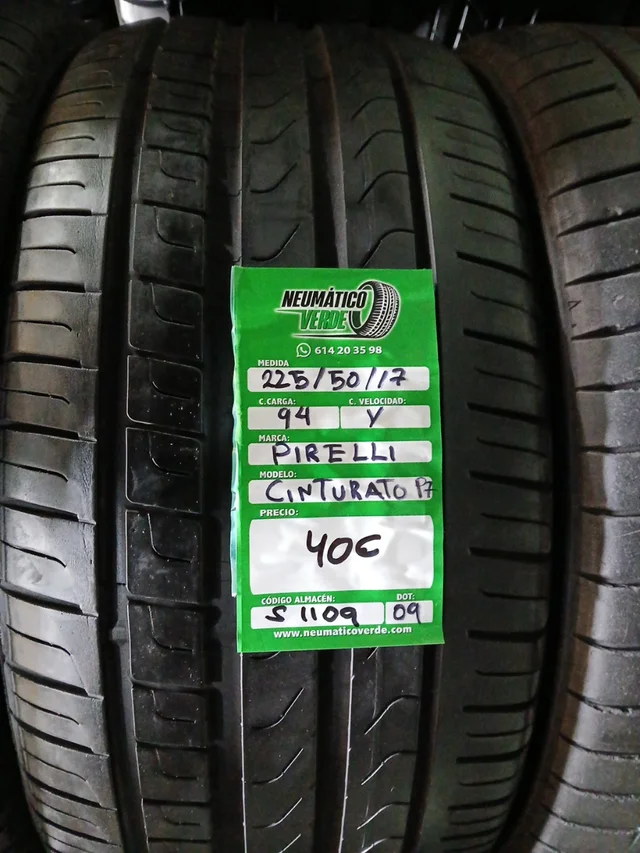 NEUMÁTICO
VERDE
614 20 35 98
MEDIDA
225/50/17
C.CARGA: C. VELOCIDAD:
94 Y
MARCA:
PIRELLI
MODELO:
CINTURATO P7
PRECIO:
40€
CÓDIGO ALMACÉN: DOT:
S 1109 09
www.neumaticoverde.com